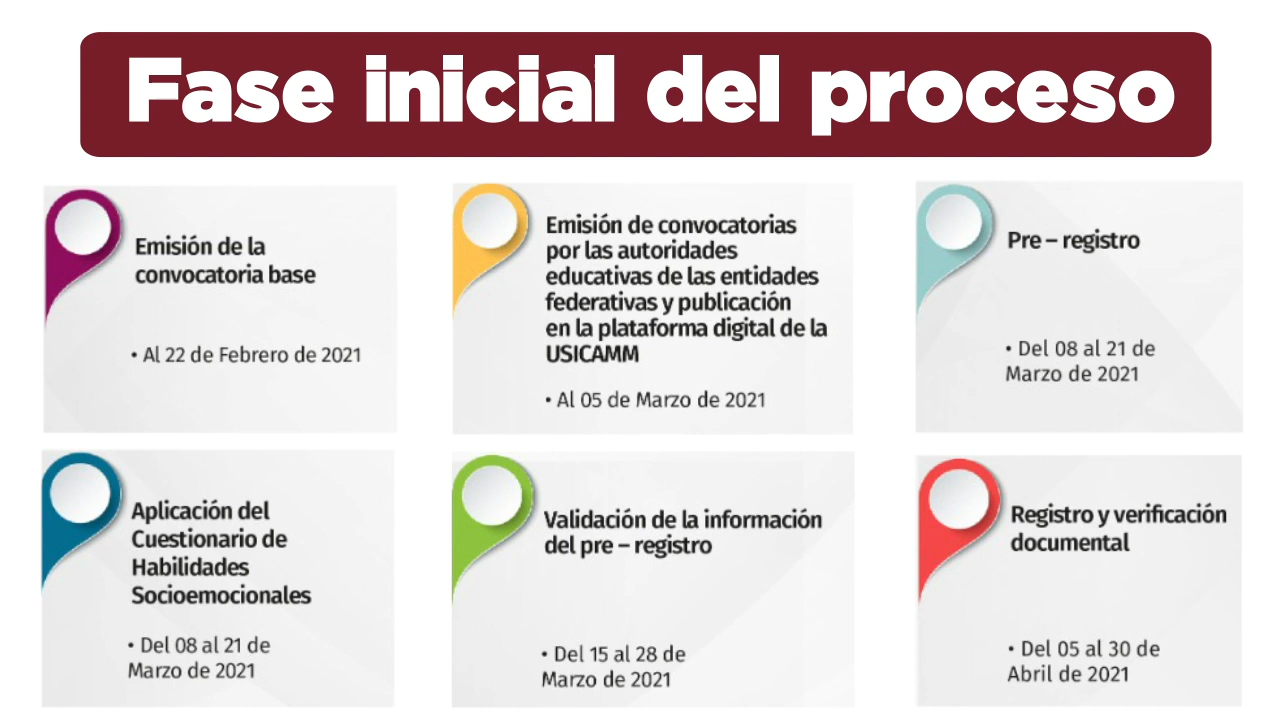 Fase inicial del proceso
Emisión de la
convocatoria base
• Al 22 de Febrero de 2021
Emisión de convocatorias
por las autoridades
educativas de las entidades
federativas y publicación
en la plataforma digital de la
USICAMM
• Al 05 de Marzo de 2021
Pre – registro
• Del 08 al 21 de
Marzo de 2021
Aplicación del
Cuestionario de
Habilidades
Socioemocionales
• Del 08 al 21 de
Marzo de 2021
Validación de la información
del pre – registro
• Del 15 al 28 de
Marzo de 2021
Registro y verificación
documental
• Del 05 al 30 de
Abril de 2021